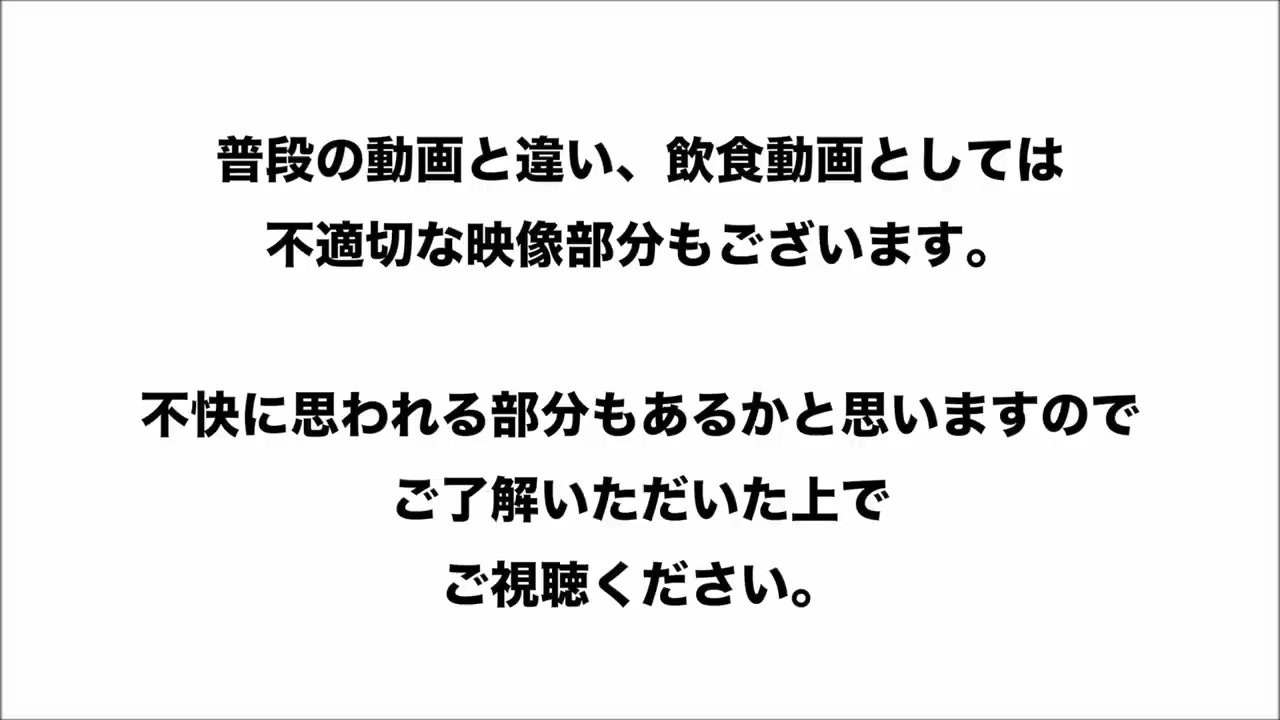 普段の動画と違い、飲食動画としては
不適切な映像部分もございます。
不快に思われる部分もあるかと思いますので
ご了解いただいた上で
ご視聴ください。